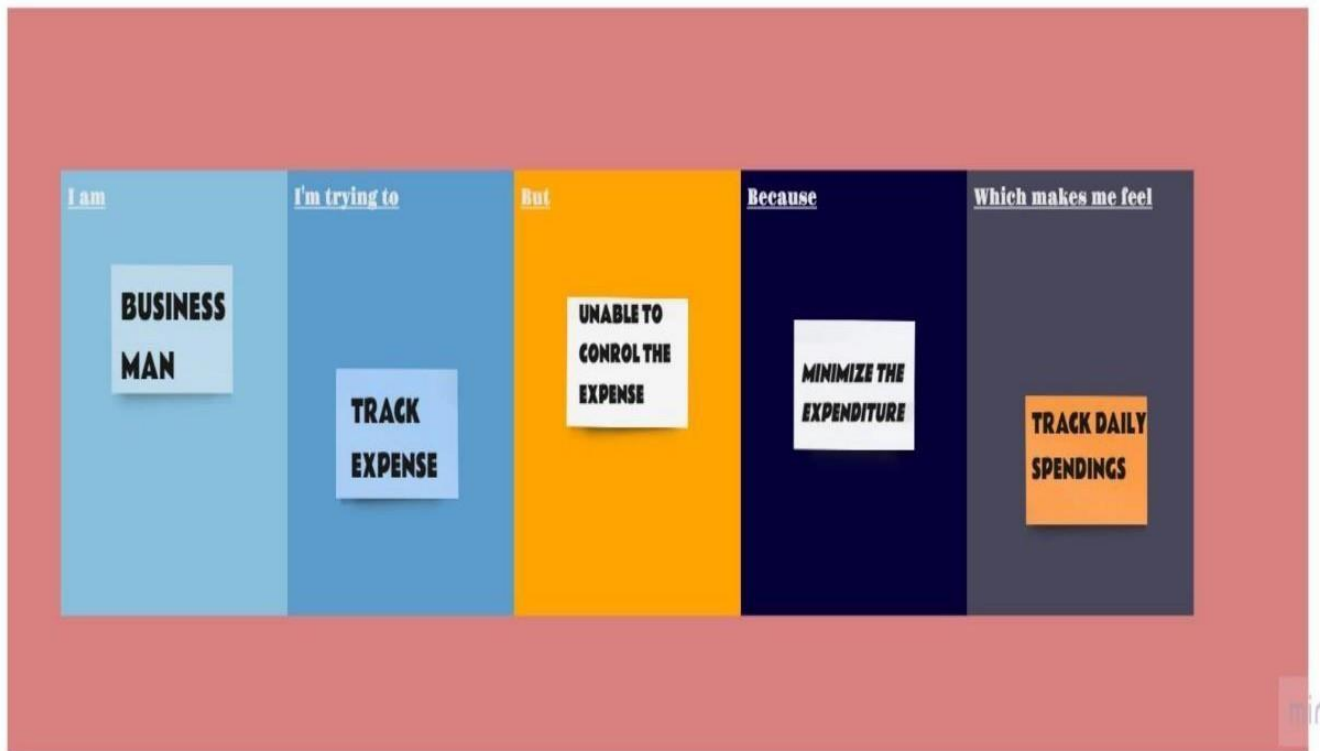 I am
BUSINESS
MAN
I'm trying to
TRACK
EXPENSE
But
UNABLE TO
CONROL THE
EXPENSE
Because
MINIMIZE THE
EXPENDITURE
Which makes me feel
TRACK DAILY
SPENDINGS